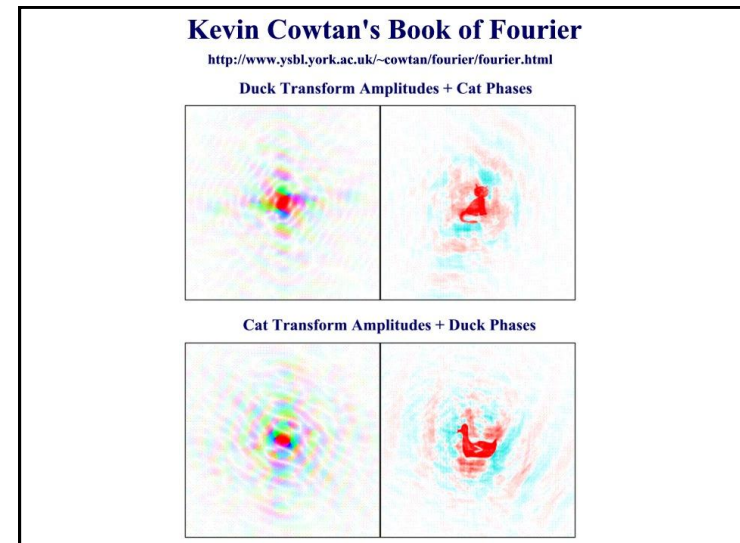 Kevin Cowtan's Book of Fourier
http://www.ysbl.york.ac.uk/~cowtan/fourier/fourier.html
Duck Transform Amplitudes + Cat Phases
Cat Transform Amplitudes + Duck Phases